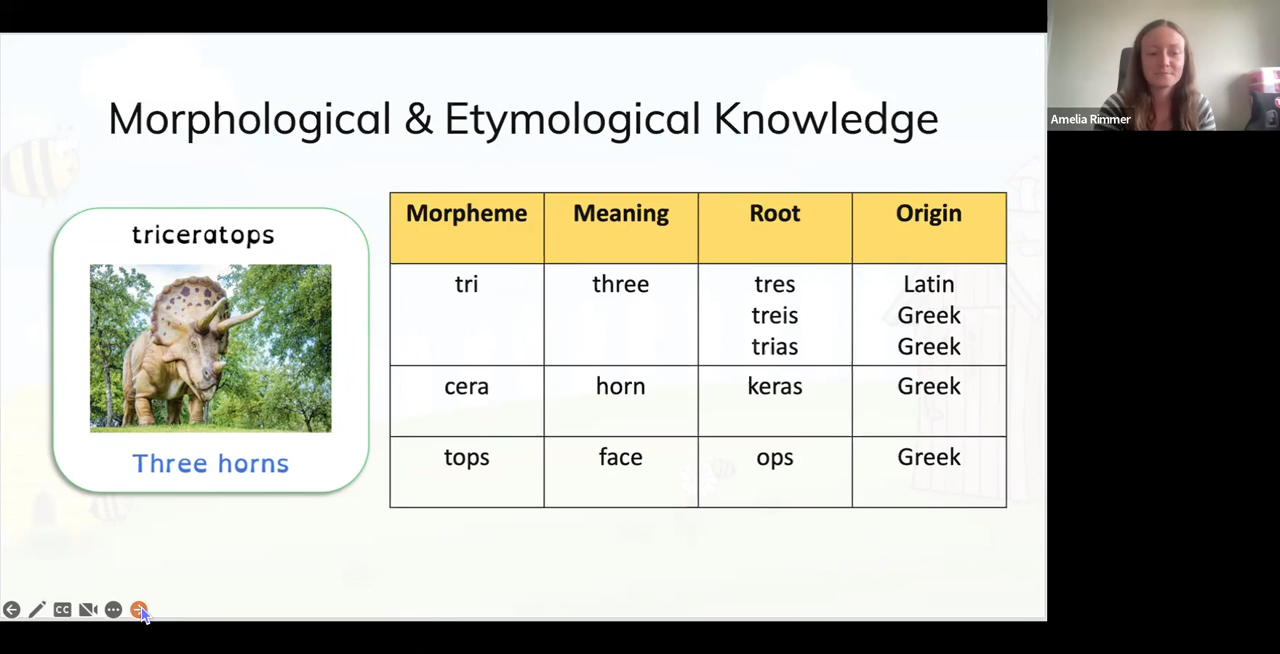 Morphological & Etymological Knowledge
triceratops
Three horns
Morpheme Meaning Root Origin
tri three tres Latin
treis Greek
trias Greek
cera horn keras Greek
tops face ops Greek
CC
Amelia Rimmer